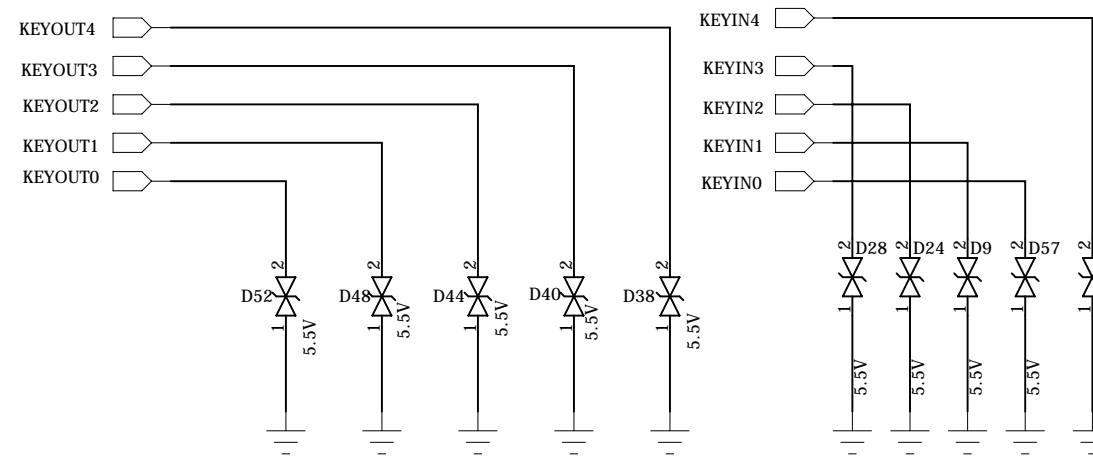 KEYOUT4
KEYOUT3
KEYOUT2
KEYOUT1
KEYOUT0
2 2 2 2 2
D52 D48 D44 D40 D38
1 1 1 1 1
5.5V 5.5V 5.5V 5.5V 5.5V
KEYIN4
KEYIN3
KEYIN2
KEYIN1
KEYIN0
2 D28 2 D24 2 D9 2 D57 2
1 1 1 1 1
5.5V 5.5V 5.5V 5.5V